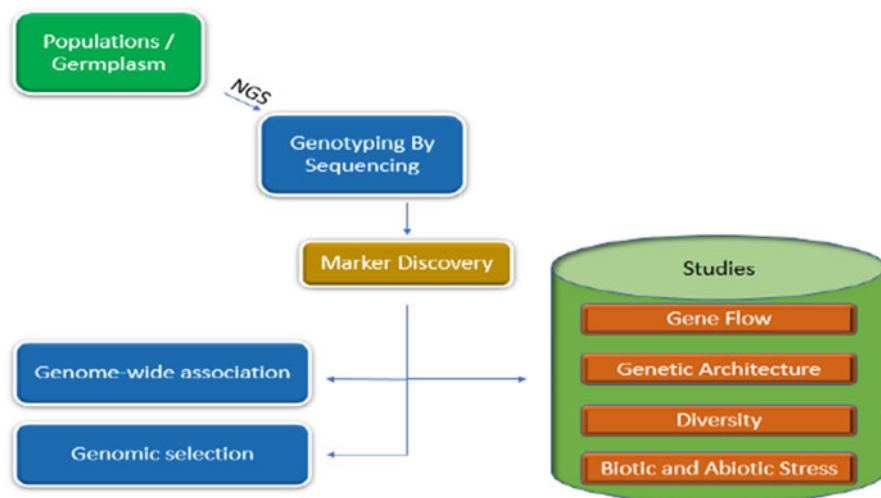 Populations /
Germplasm
NGS
Genotyping By
Sequencing
Marker Discovery
Studies
Gene Flow
Genome-wide association
Genetic Architecture
Diversity
Genomic selection
Biotic and Abiotic Stress